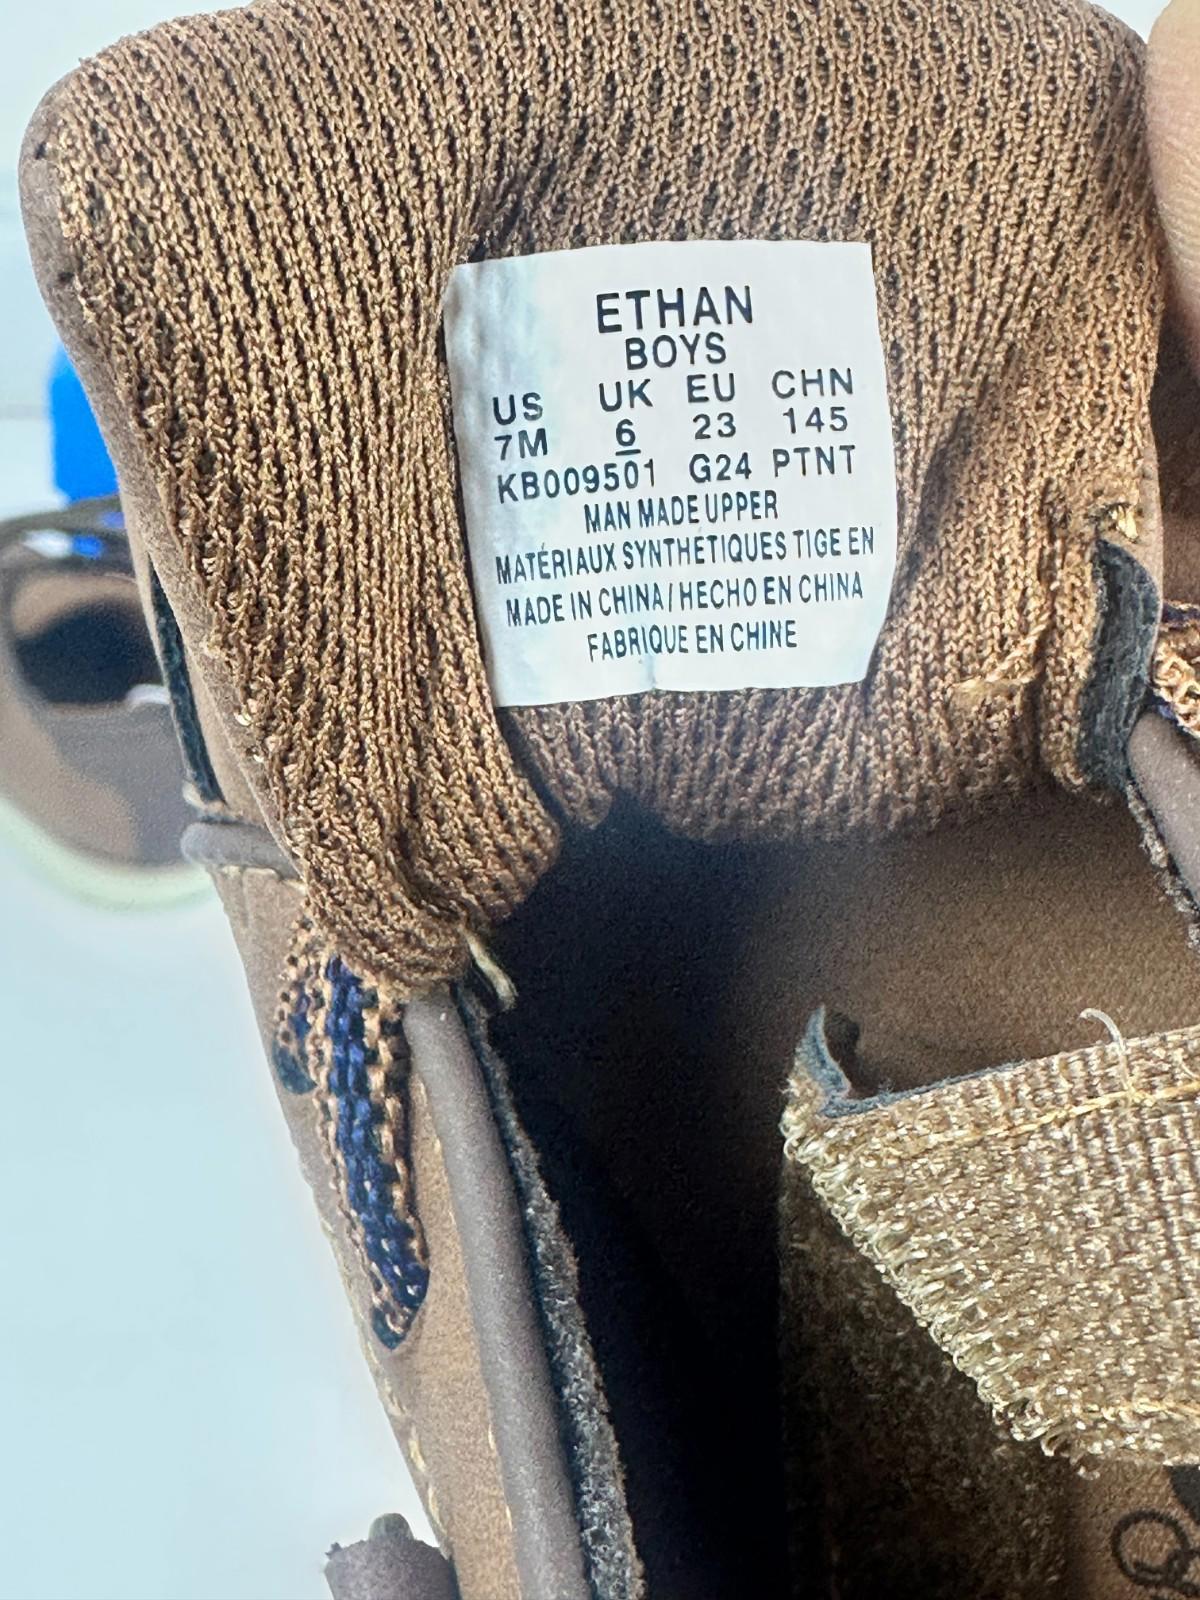 ETHAN
BOYS
US UK EU CHN
7M 6 23 145
KB009501 G24 PTNT
MAN MADE UPPER
MATÉRIAUX SYNTHETIQUES TIGE EN
MADE IN CHINA / HECHO EN CHINA
FABRIQUE EN CHINE